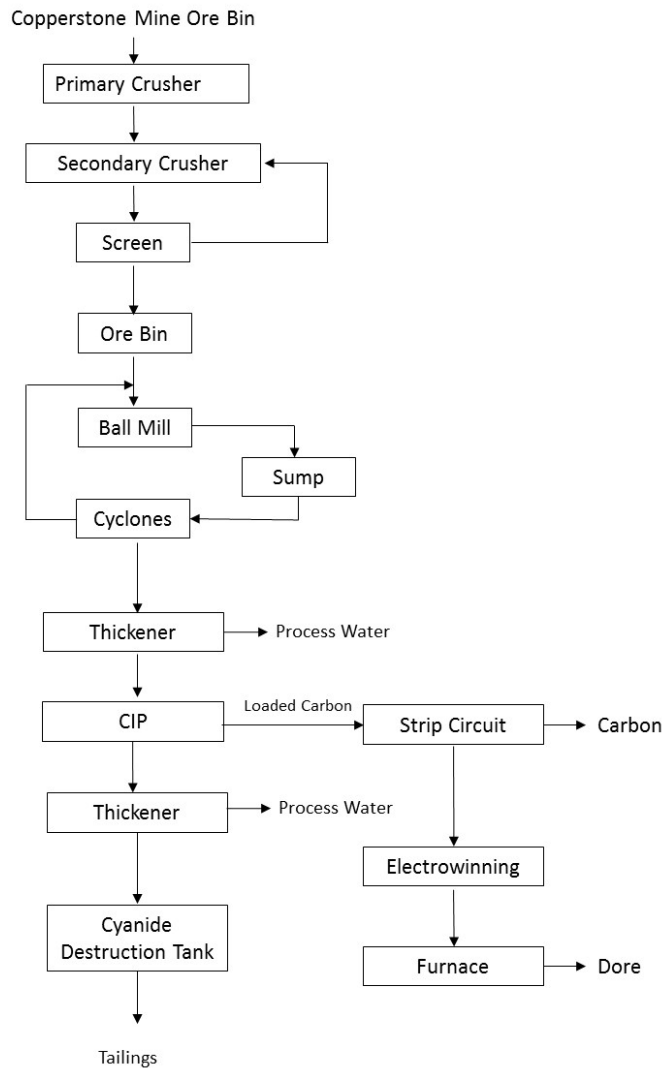 Copperstone Mine Ore Bin
Primary Crusher
Secondary Crusher
Screen
Ore Bin
Ball Mill
Sump
Cyclones
Thickener
Process Water
CIP
Loaded Carbon
Strip Circuit
Carbon
Thickener
Process Water
Electrowinning
Cyanide
Destruction Tank
Furnace
Dore
Tailings